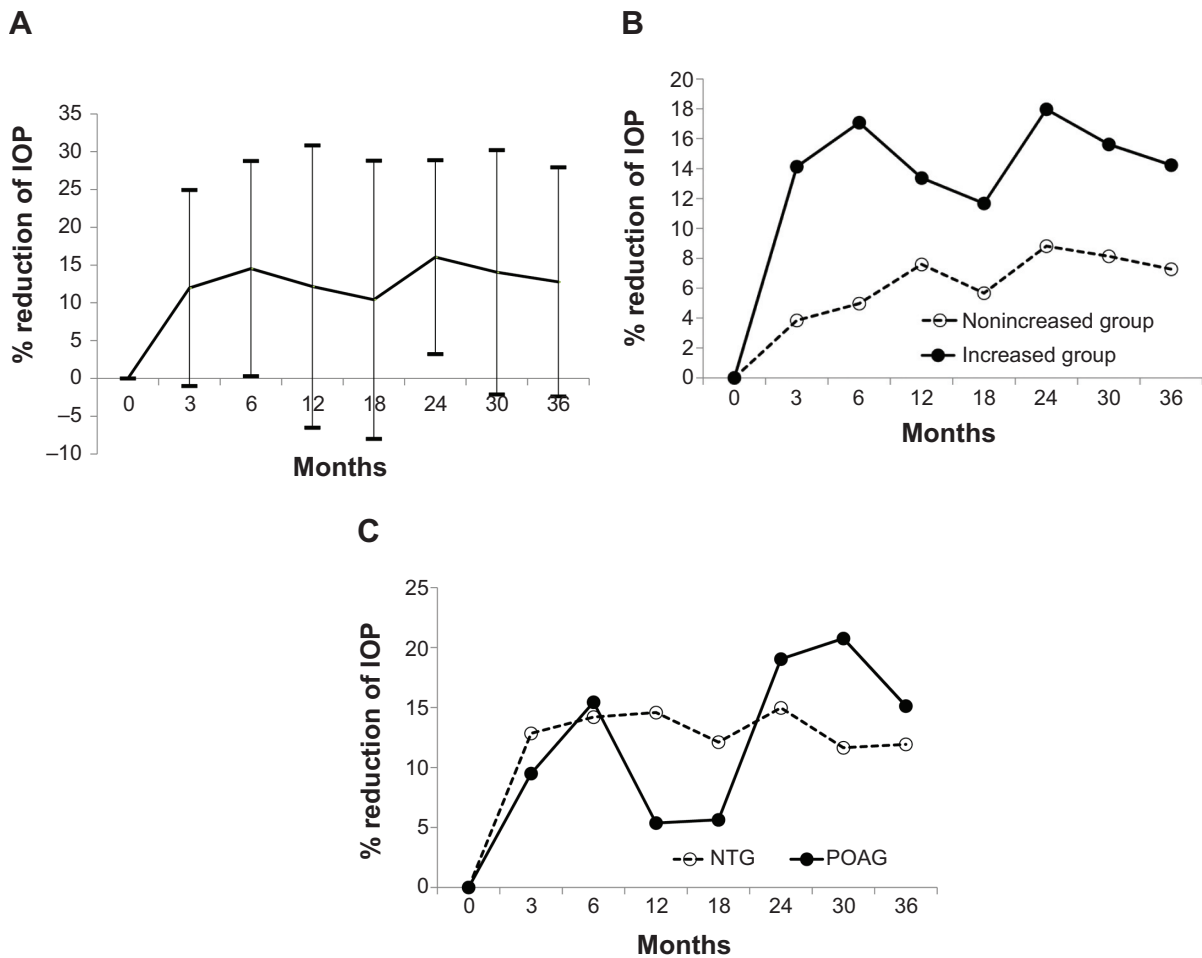 A
% reduction of IOP
35
30
25
20
15
10
5
0
–5
–10
0 3 6 12 18 24 30 36
Months
B
% reduction of IOP
20
18
16
14
12
10
8
6
4
2
0
Nonincreased group
Increased group
0 3 6 12 18 24 30 36
Months
C
% reduction of IOP
25
20
15
10
5
0
NTG POAG
0 3 6 12 18 24 30 36
Months